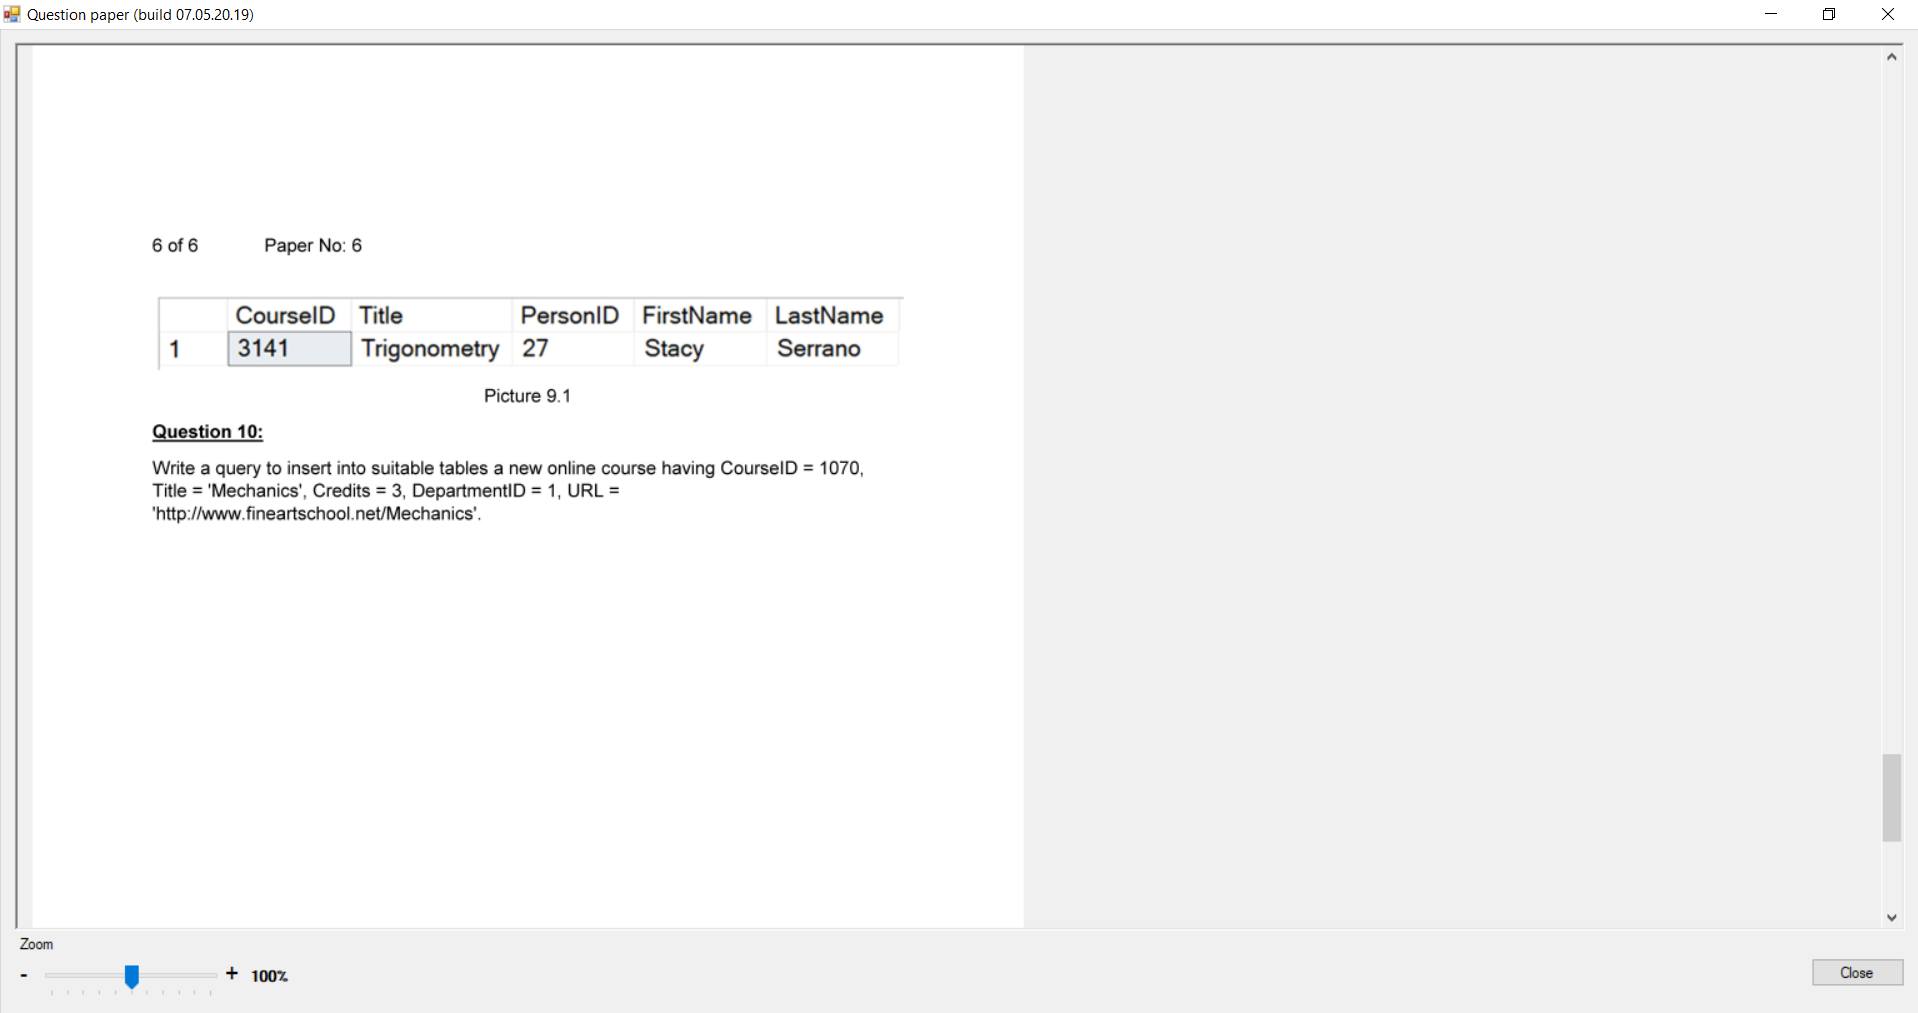 Question paper (build 07.05.20.19)
6 of 6 Paper No: 6
CourseID Title PersonID FirstName LastName
1 3141 Trigonometry 27 Stacy Serrano
Picture 9.1
Question 10:
Write a query to insert into suitable tables a new online course having CourseID = 1070,
Title = 'Mechanics', Credits = 3, DepartmentID = 1, URL =
'http://www.fineartschool.net/Mechanics'.
Zoom
- + 100%
Close